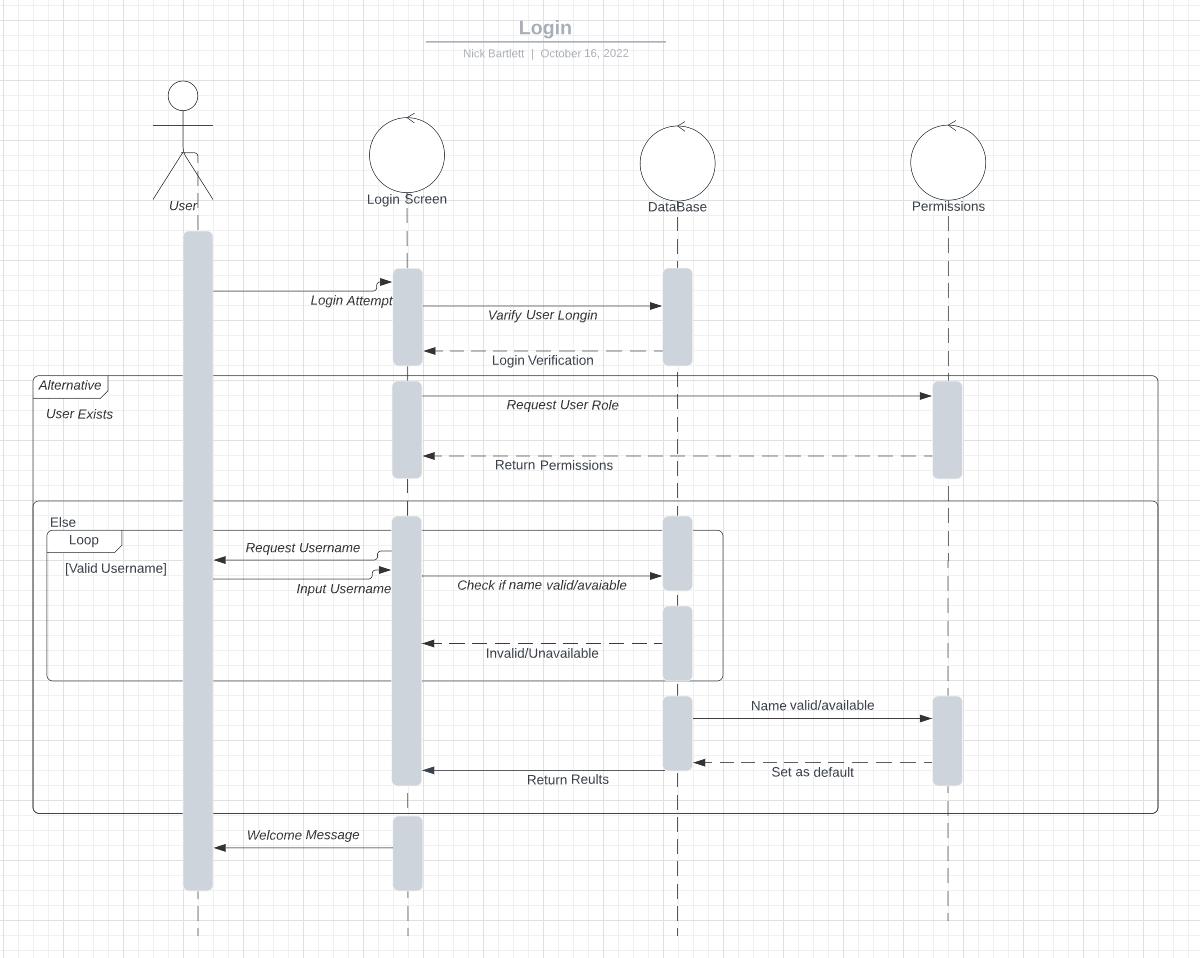 Login
Nick Bartlett | October 16, 2022
User
Login Screen
DataBase
Permissions
Login Attempt
Varify User Longin
Login Verification
Alternative
User Exists
Request User Role
Return Permissions
Else
Loop
[Valid Username]
Request Username
Input Username
Check if name valid/avaiable
Invalid/Unavailable
Name valid/available
Set as default
Return Reults
Welcome Message